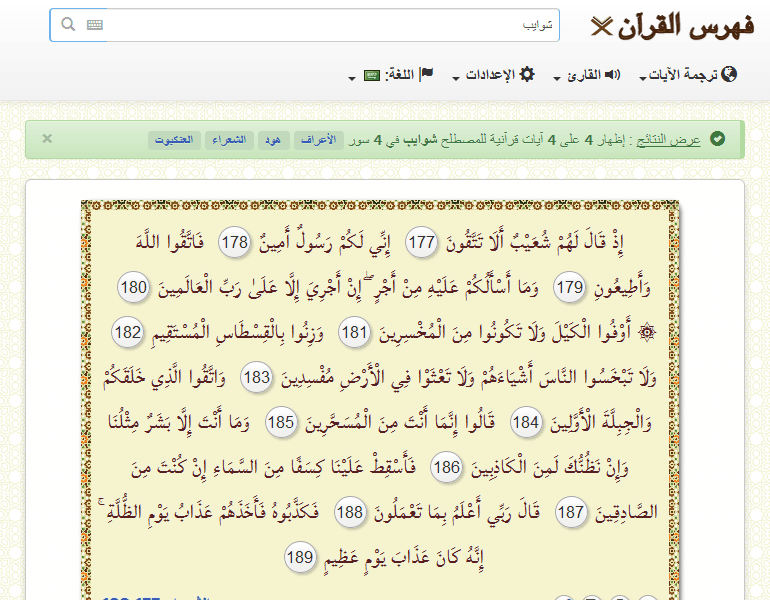 فهرس القرآن
شوايب
ترجمة الآيات القارئ الإعدادات اللغة:
عرض النتائج : إظهار 4 على 4 آيات قرآنية للمصطلح شوايب في 4 سور الأعراف هود الشعراء العنكبوت ×
إِذْ قَالَ لَهُمْ شُعَيْبٌ أَلَا تَتَّقُونَ 177 إِنِّي لَكُمْ رَسُولٌ أَمِينٌ 178 فَاتَّقُوا اللَّهَ
وَأَطِيعُونِ 179 وَمَا أَسْأَلُكُمْ عَلَيْهِ مِنْ أَجْرٍ ۖ إِنْ أَجْرِيَ إِلَّا عَلَىٰ رَبِّ الْعَالَمِينَ 180
۞ أَوْفُوا الْكَيْلَ وَلَا تَكُونُوا مِنَ الْمُخْسِرِينَ 181 وَزِنُوا بِالْقِسْطَاسِ الْمُسْتَقِيمِ 182
وَلَا تَبْخَسُوا النَّاسَ أَشْيَاءَهُمْ وَلَا تَعْثَوْا فِي الْأَرْضِ مُفْسِدِينَ 183 وَاتَّقُوا الَّذِي خَلَقَكُمْ
وَالْجِبِلَّةَ الْأَوَّلِينَ 184 قَالُوا إِنَّمَا أَنْتَ مِنَ الْمُسَحَّرِينَ 185 وَمَا أَنْتَ إِلَّا بَشَرٌ مِثْلُنَا
وَإِنْ نَظُنُّكَ لَمِنَ الْكَاذِبِينَ 186 فَأَسْقِطْ عَلَيْنَا كِسَفًا مِنَ السَّمَاءِ إِنْ كُنْتَ مِنَ
الصَّادِقِينَ 187 قَالَ رَبِّي أَعْلَمُ بِمَا تَعْمَلُونَ 188 فَكَذَّبُوهُ فَأَخَذَهُمْ عَذَابُ يَوْمِ الظُّلَّةِ ۚ
إِنَّهُ كَانَ عَذَابَ يَوْمٍ عَظِيمٍ 189